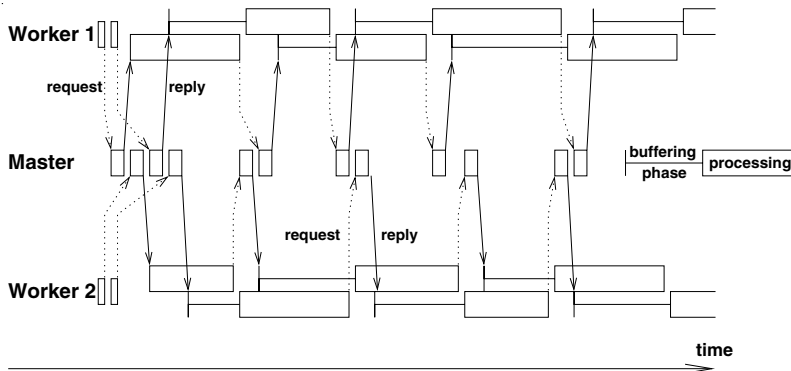 Worker 1
request
reply
Master
buffering
phase
processing
request
reply
Worker 2
time